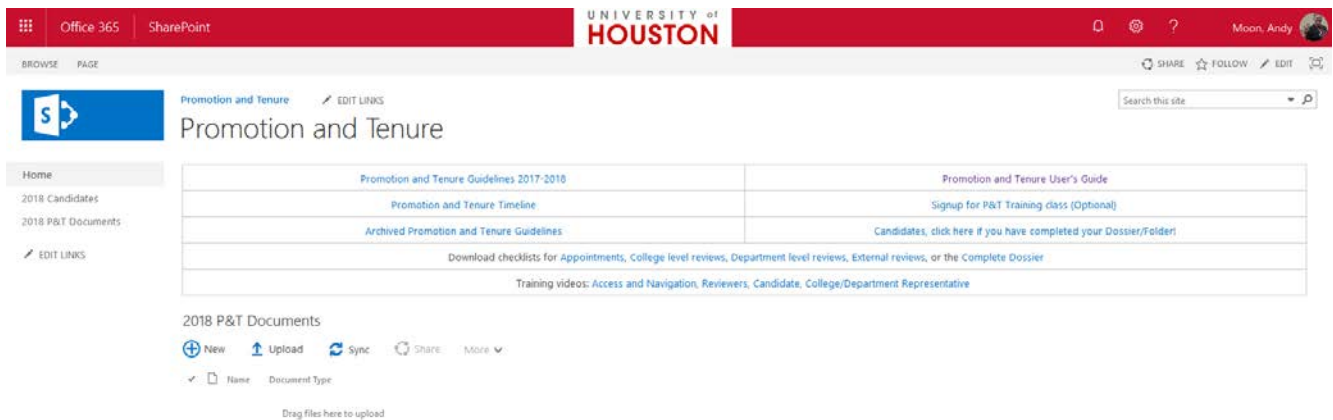 Office 365 SharePoint UNIVERSITY of HOUSTON ? Moon, Andy
BROWSE PAGE SHARE FOLLOW EDIT
S Promotion and Tenure EDIT LINKS Search this site
Promotion and Tenure
Home
2018 Candidates
2018 P&T Documents
EDIT LINKS
Promotion and Tenure Guidelines 2017-2018 Promotion and Tenure User's Guide
Promotion and Tenure Timeline Signup for P&T Training class (Optional)
Archived Promotion and Tenure Guidelines Candidates, click here if you have completed your Dossier/Folder!
Download checklists for Appointments, College level reviews, Department level reviews, External reviews, or the Complete Dossier
Training videos: Access and Navigation, Reviewers, Candidate, College/Department Representative
2018 P&T Documents
New Upload Sync Share More
Name Document Type
Drag files here to upload